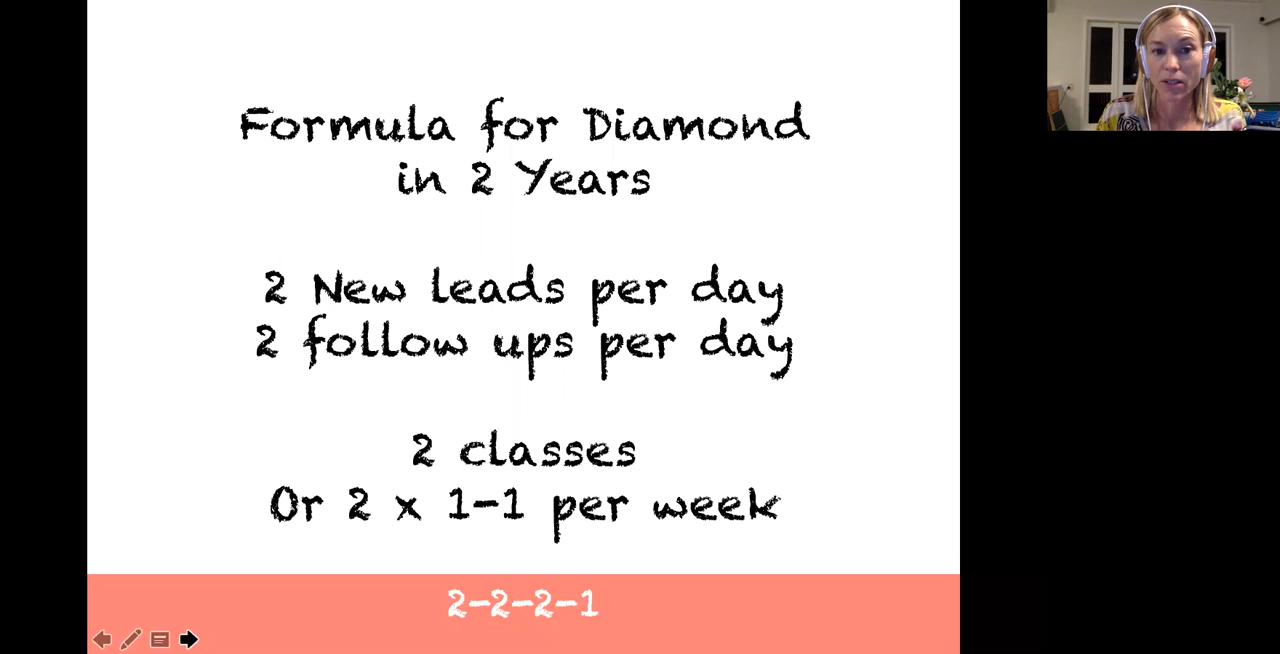 Formula for Diamond
in 2 Years
2 New leads per day
2 follow ups per day
2 classes
Or 2 x 1-1 per week
2-2-2-1